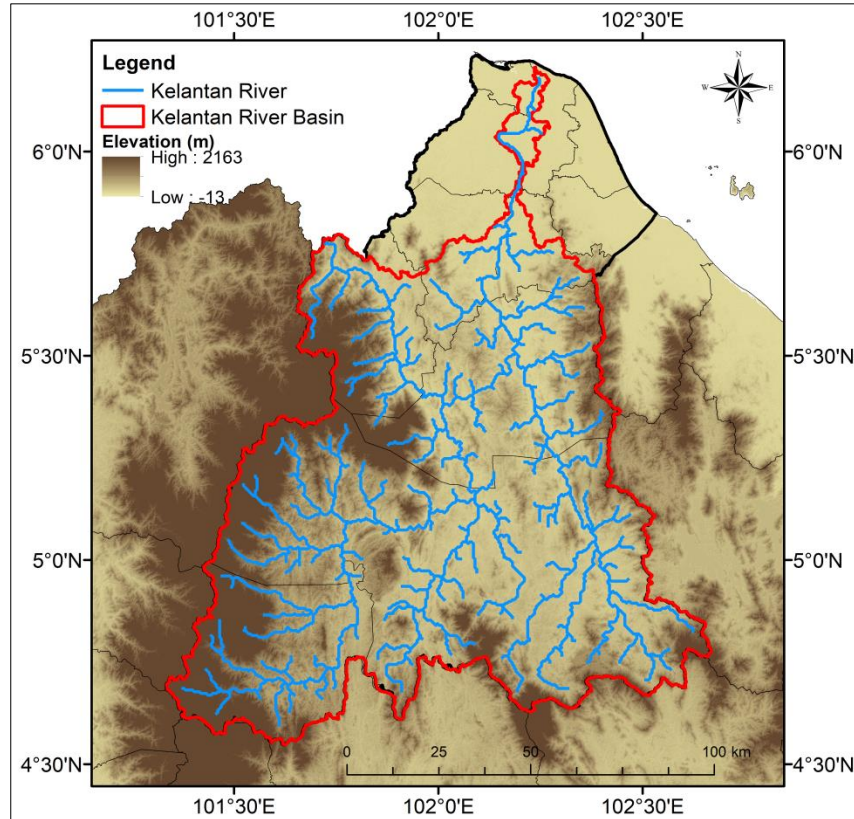 101°30'E 102°0'E 102°30'E
Legend
Kelantan River
Kelantan River Basin
Elevation (m)
High : 2163
Low : -13
N
W E
S
6°0'N 6°0'N
5°30'N 5°30'N
5°0'N 5°0'N
4°30'N 4°30'N
0 25 50 100 km
101°30'E 102°0'E 102°30'E